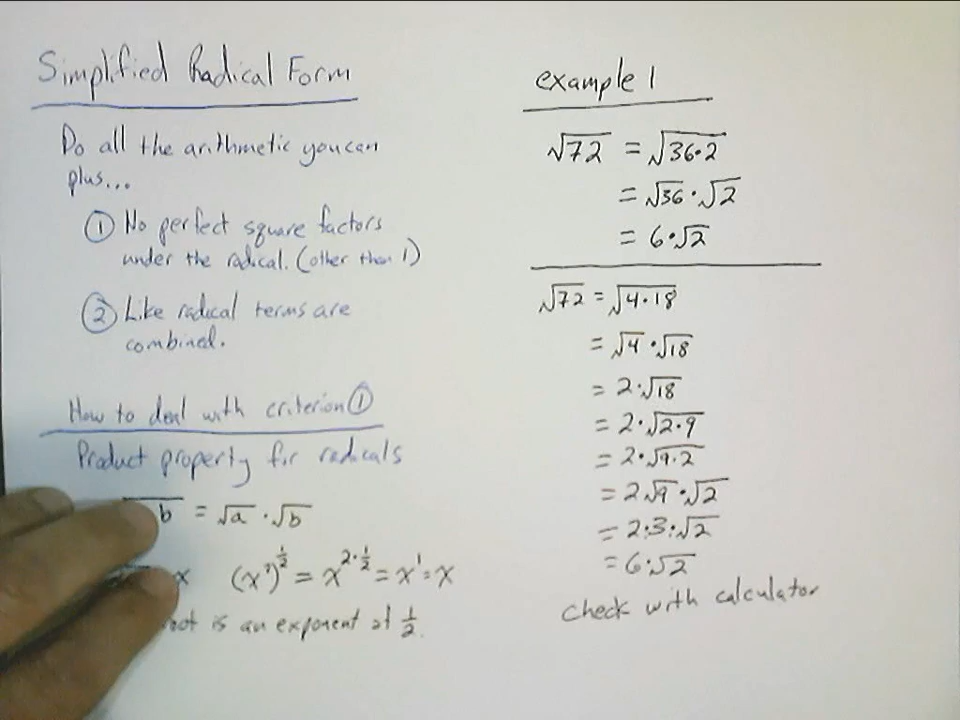 Simplified Radical Form
Do all the arithmetic you can
plus...
① No perfect square factors
under the radical. (other than 1)
② Like radical terms are
combined.
How to deal with criterion ①
Product property for radicals
b = √a · √b
x (x²)^½ = x^(2·½) = x¹ = x
is an exponent of ½.
example 1
√72 = √36·2
= √36 · √2
= 6·√2
√72 = √4·18
= √4 · √18
= 2·√18
= 2·√2·9
= 2·√9·2
= 2√9 · √2
= 2·3·√2
= 6·√2
check with calculator